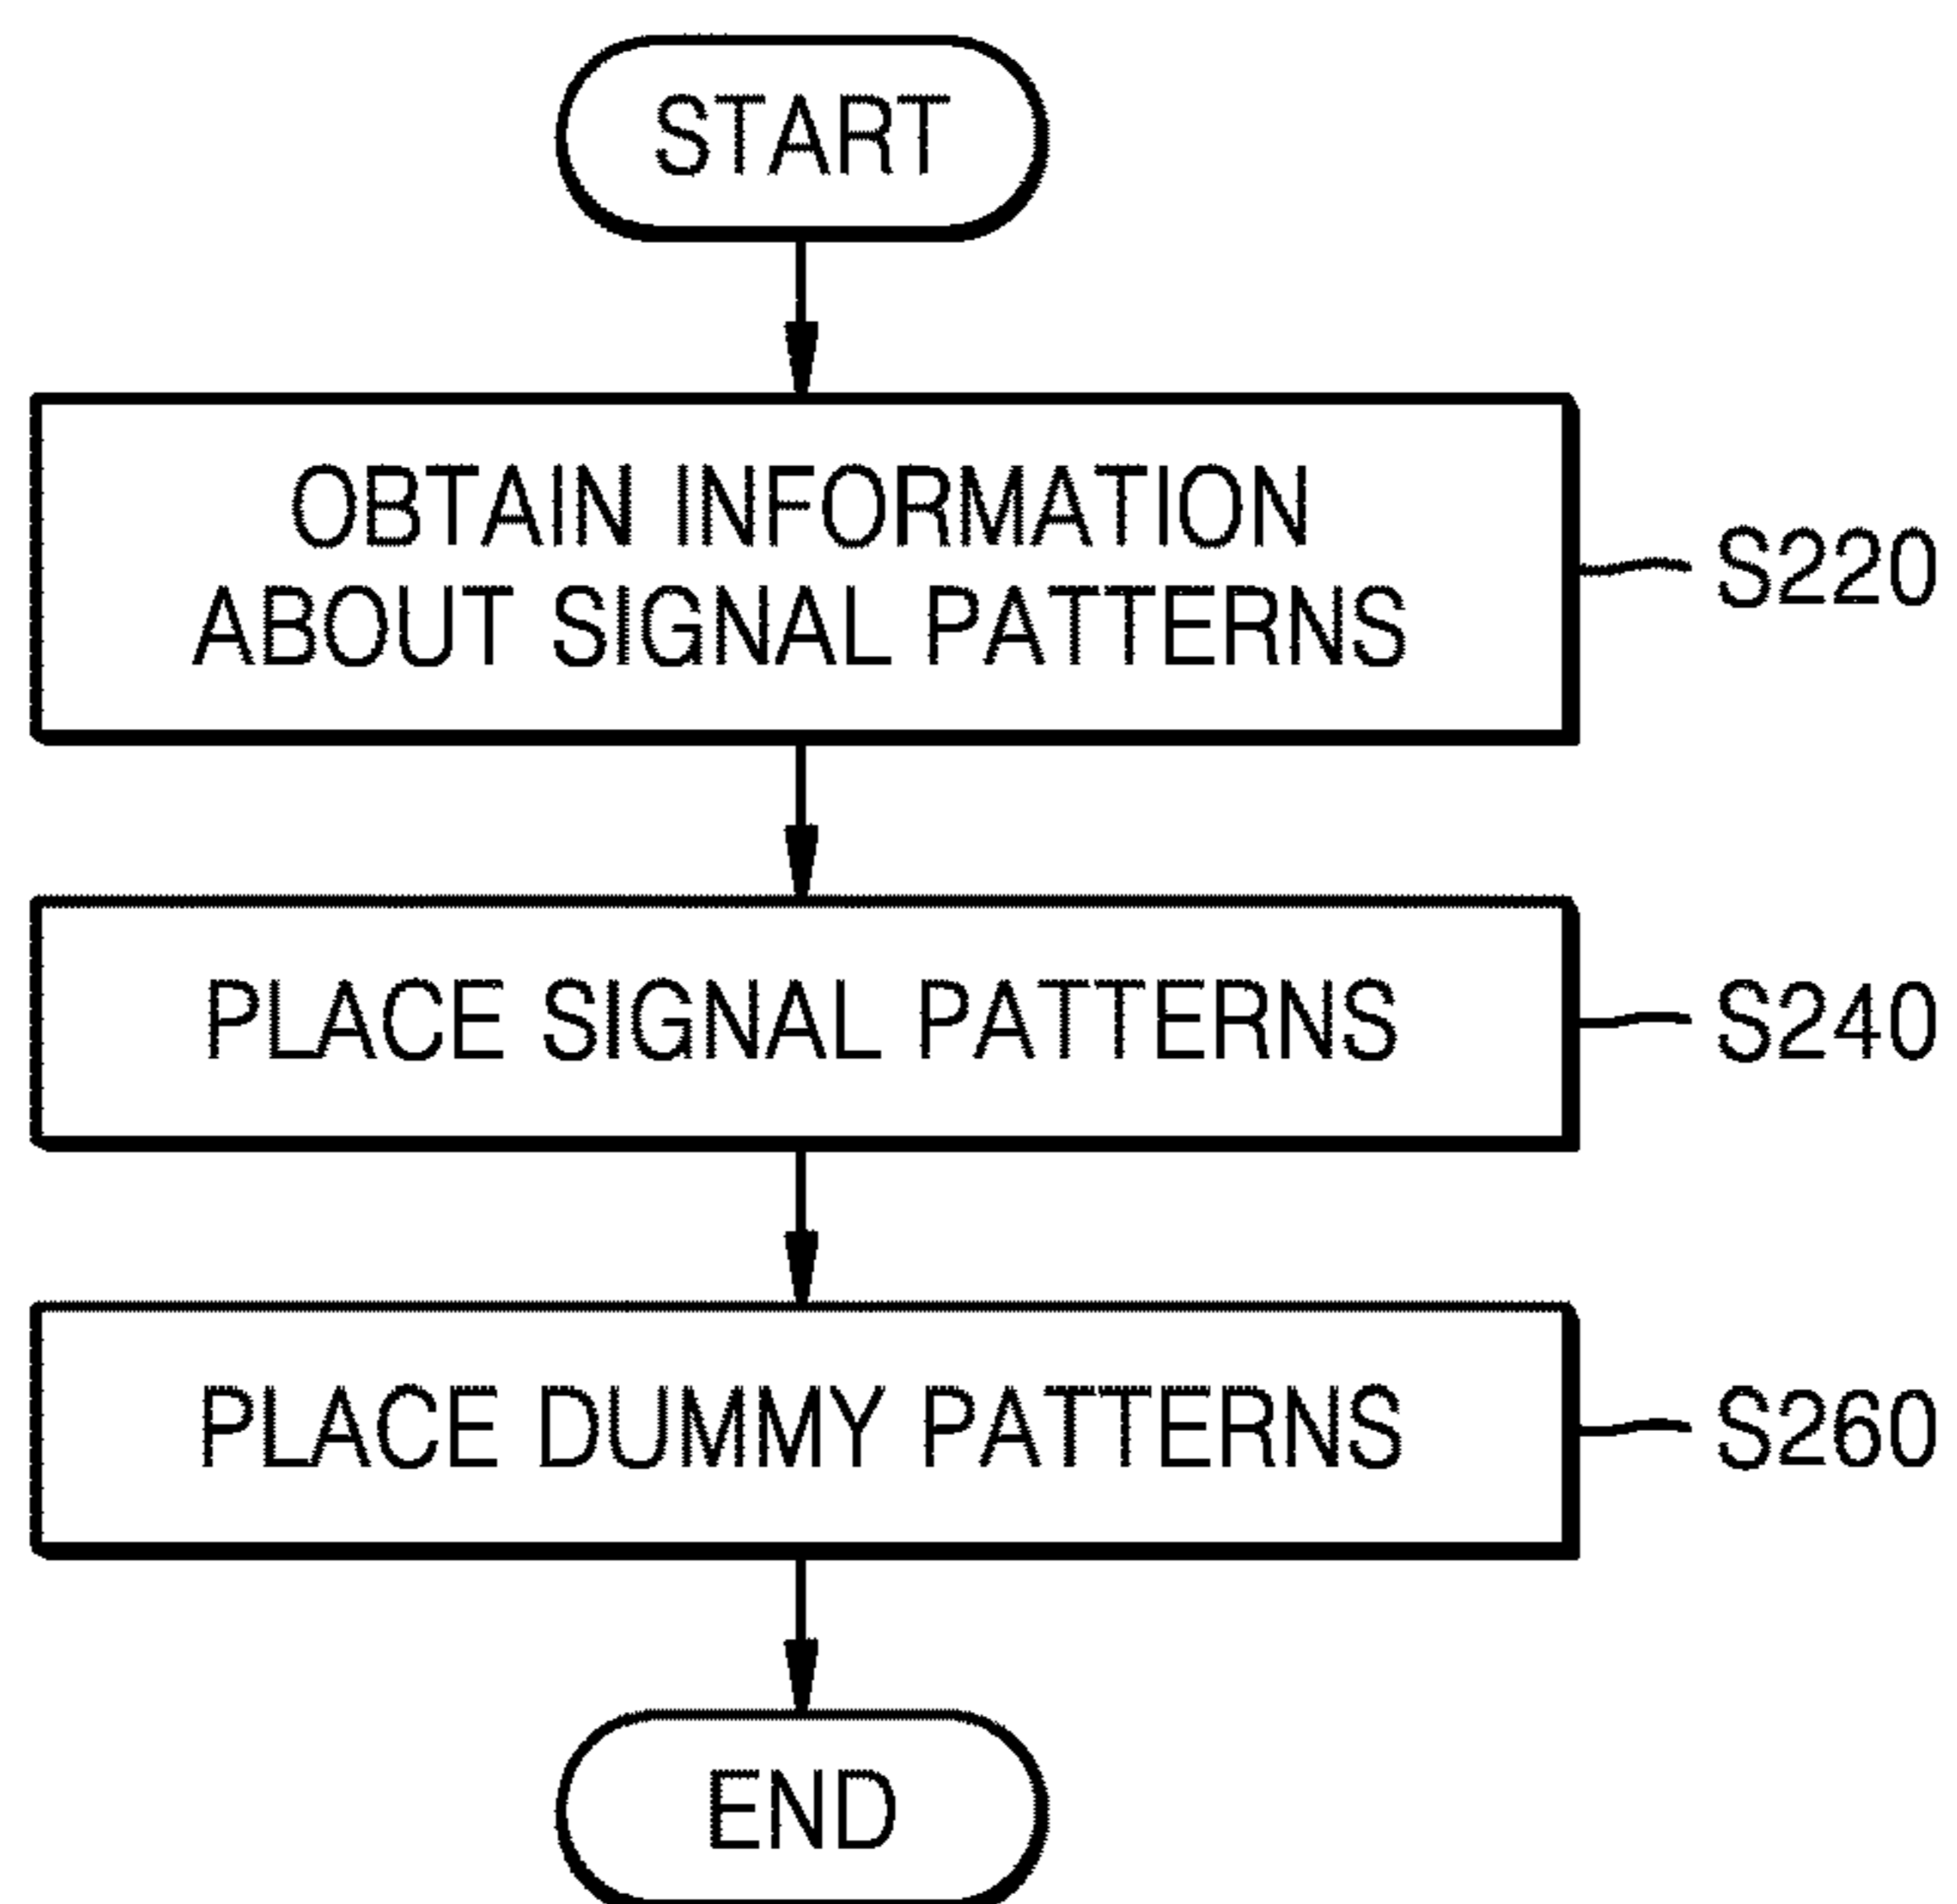 START
OBTAIN INFORMATION
ABOUT SIGNAL PATTERNS
S220
PLACE SIGNAL PATTERNS
S240
PLACE DUMMY PATTERNS
S260
END